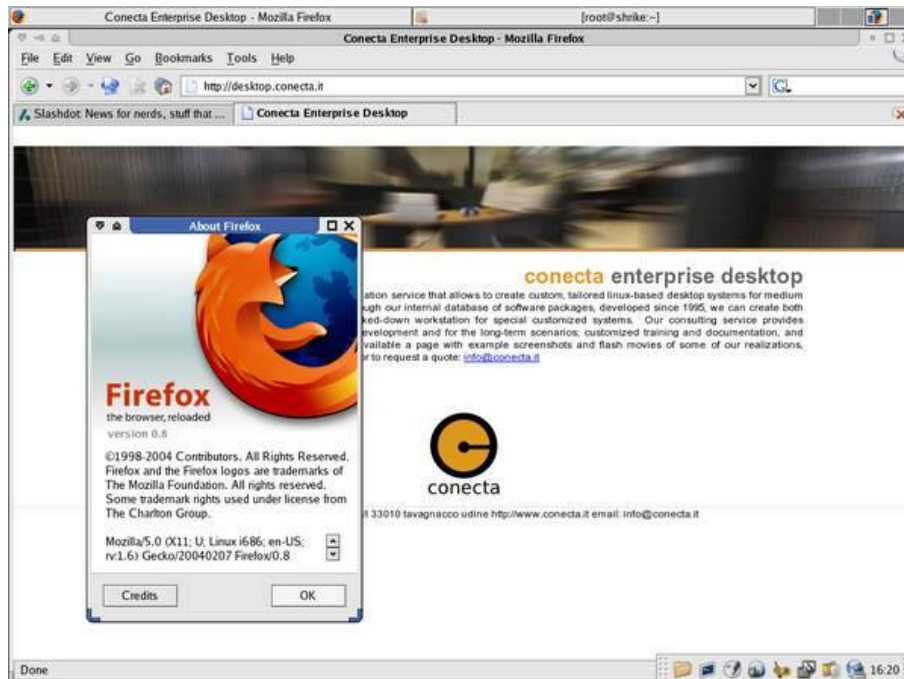 Conecta Enterprise Desktop - Mozilla Firefox
[root@shrike:~]
Conecta Enterprise Desktop - Mozilla Firefox
File Edit View Go Bookmarks Tools Help
http://desktop.conecta.it
G
Slashdot: News for nerds, stuff that ...
Conecta Enterprise Desktop
conecta enterprise desktop
ation service that allows to create custom, tailored linux-based desktop systems for medium
ugh our internal database of software packages, developed since 1995, we can create both
ked-down workstation for special customized systems. Our consulting service provides
evelopment and for the long-term scenarios; customized training and documentation, and
vailable a page with example screenshots and flash movies of some of our realizations,
or to request a quote: info@conecta.it
conecta
33010 tavagnacco udine http://www.conecta.it email: info@conecta.it
About Firefox
Firefox
the browser, reloaded
version 0.8
©1998-2004 Contributors. All Rights Reserved.
Firefox and the Firefox logos are trademarks of
The Mozilla Foundation. All rights reserved.
Some trademark rights used under license from
The Charlton Group.
Mozilla/5.0 (X11; U; Linux i686; en-US;
rv:1.6) Gecko/20040207 Firefox/0.8
Credits
OK
Done
16:20